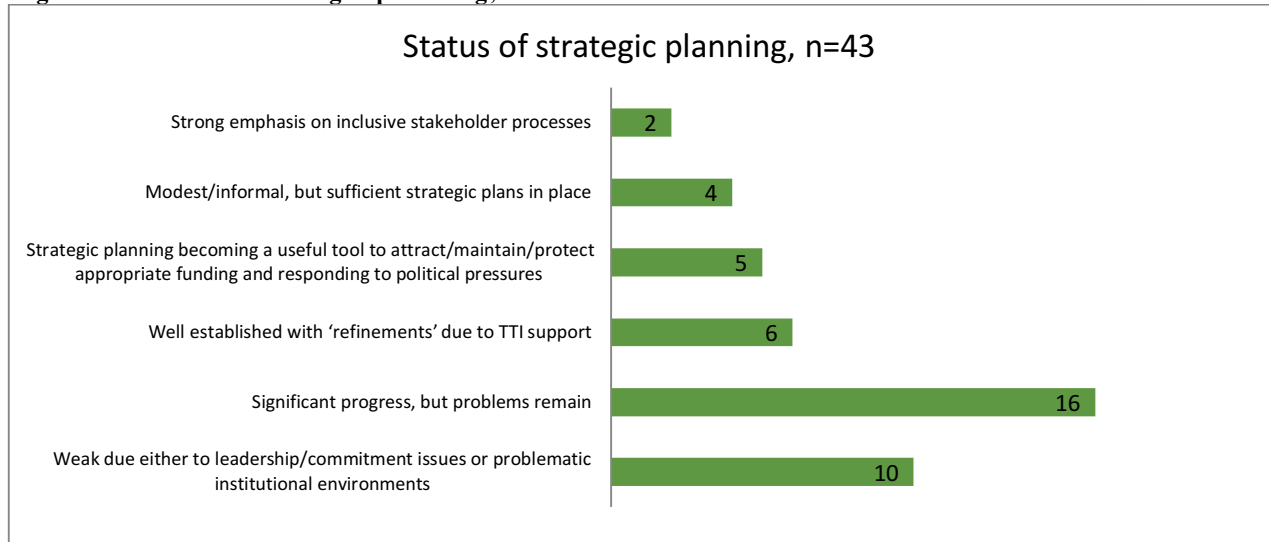 Status of strategic planning, n=43
Strong emphasis on inclusive stakeholder processes
2
Modest/informal, but sufficient strategic plans in place
4
Strategic planning becoming a useful tool to attract/maintain/protect
appropriate funding and responding to political pressures
5
Well established with ‘refinements’ due to TTI support
6
Significant progress, but problems remain
16
Weak due either to leadership/commitment issues or problematic
institutional environments
10